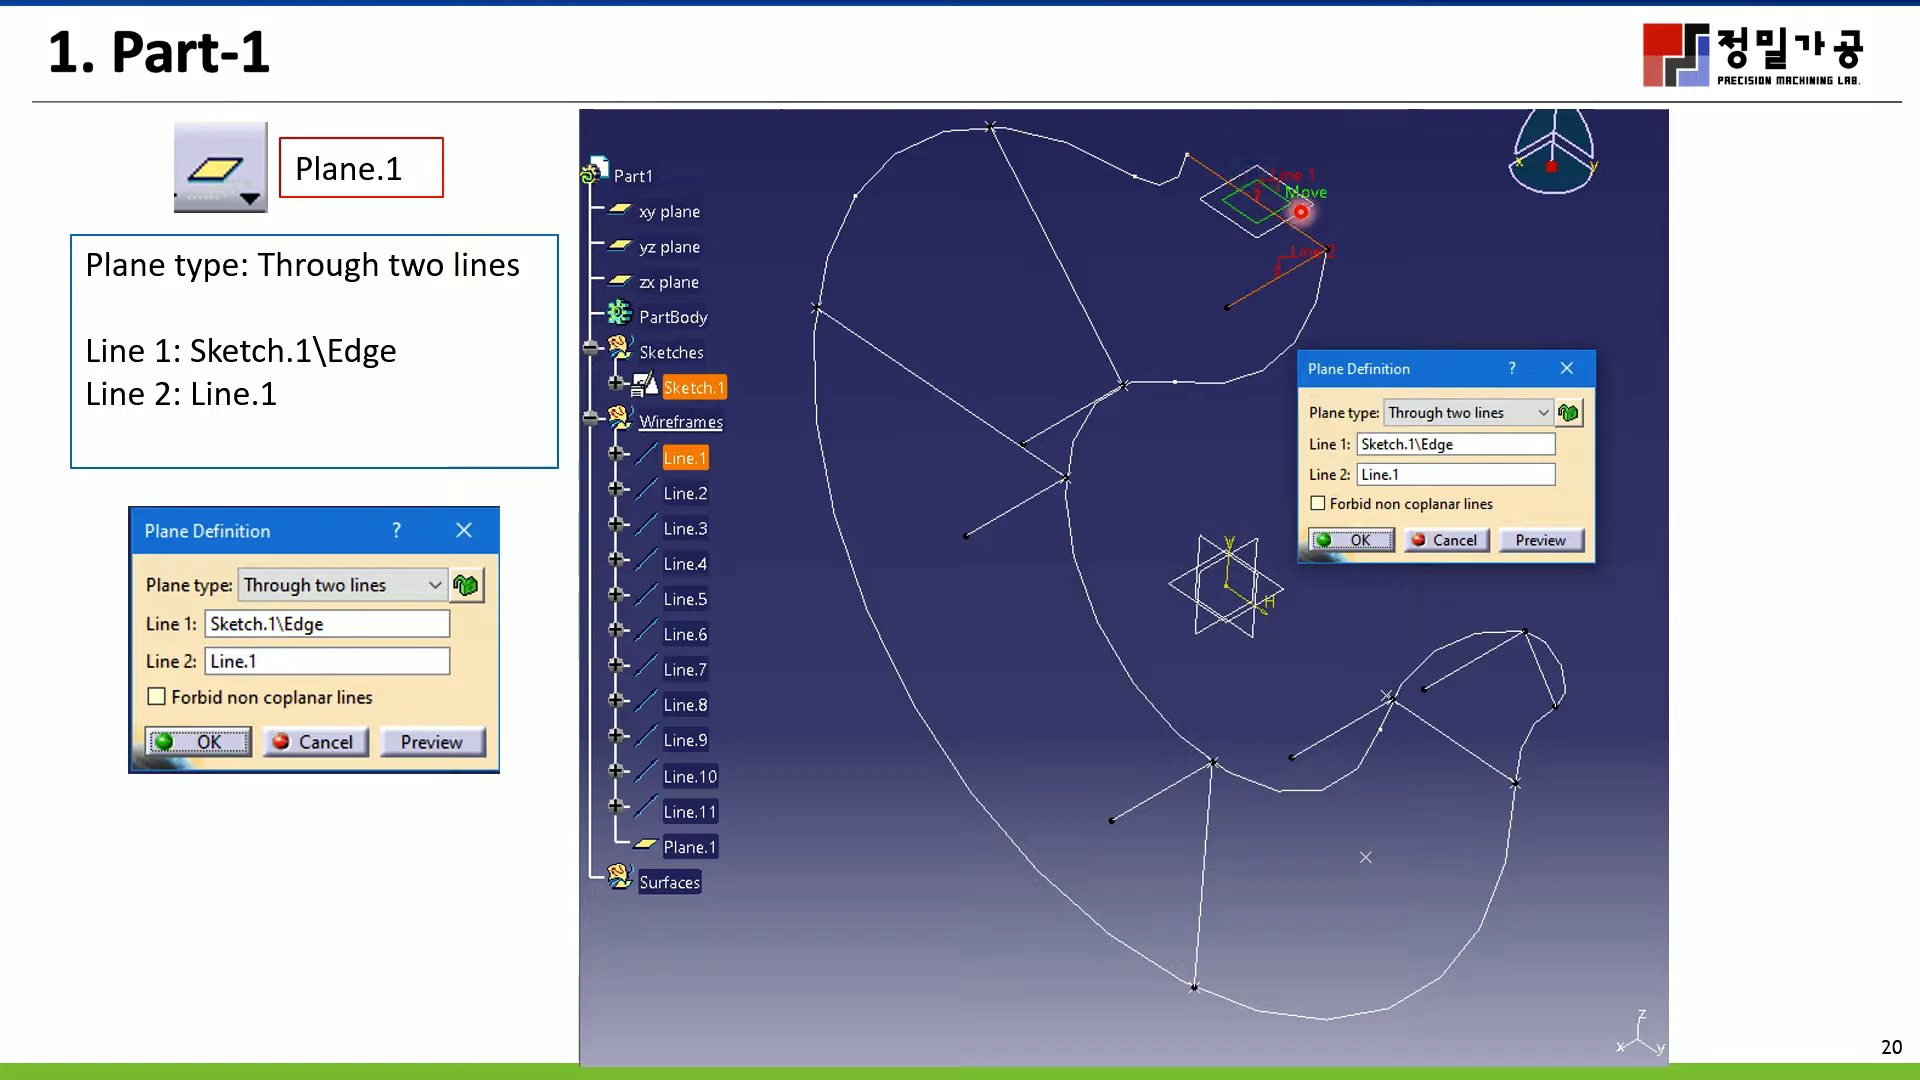 1. Part-1
정밀가공
PRECISION MACHINING LAB.
Plane.1
Plane type: Through two lines
Line 1: Sketch.1\Edge
Line 2: Line.1
Plane Definition ?
Plane type: Through two lines
Line 1: Sketch.1\Edge
Line 2: Line.1
Forbid non coplanar lines
OK Cancel Preview
Part1
xy plane
yz plane
zx plane
PartBody
Sketches
Sketch.1
Wireframes
Line.1
Line.2
Line.3
Line.4
Line.5
Line.6
Line.7
Line.8
Line.9
Line.10
Line.11
Plane.1
Surfaces
Line 1
Move
Line 2
x y
Plane Definition ?
Plane type: Through two lines
Line 1: Sketch.1\Edge
Line 2: Line.1
Forbid non coplanar lines
OK Cancel Preview
V
H
z
x y
20